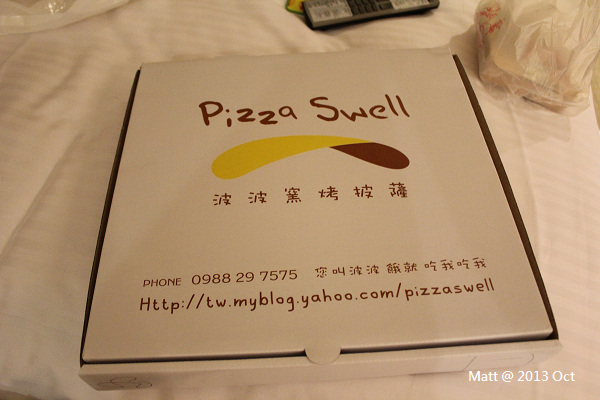 Pizza Swell
波波窯烤披薩
PHONE 0988 29 7575 您叫波波 餓就 吃我吃我
Http://tw.myblog.yahoo.com/pizzaswell
Matt @ 2013 Oct